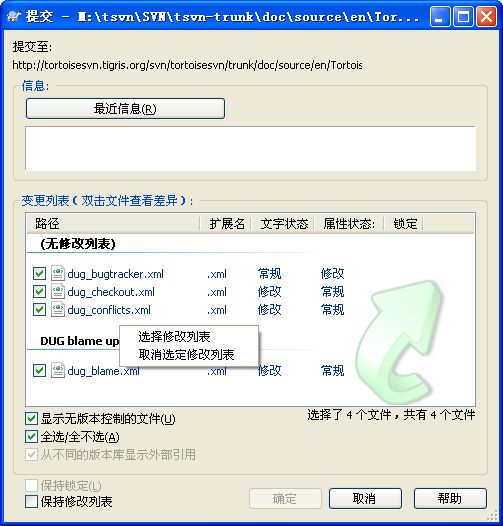 提交 - M:\tsvn\SVN\tsvn-trunk\doc\source\en\Tor...
提交至:
http://tortoisesvn.tigris.org/svn/tortoisesvn/trunk/doc/source/en/Tortois
信息:
最近信息(R)
变更列表(双击文件查看差异):
路径 扩展名 文字状态 属性状态: 锁定
(无修改列表)
dug_bugtracker.xml .xml 常规 修改
dug_checkout.xml .xml 修改 常规
dug_conflicts.xml .xml 修改 常规
选择修改列表
DUG blame up
取消选定修改列表
dug_blame.xml 修改 常规
选择了 4 个文件，共有 4 个文件
显示无版本控制的文件(U)
全选/全不选(A)
从不同的版本库显示外部引用
保持锁定(L)
保持修改列表
确定 取消 帮助